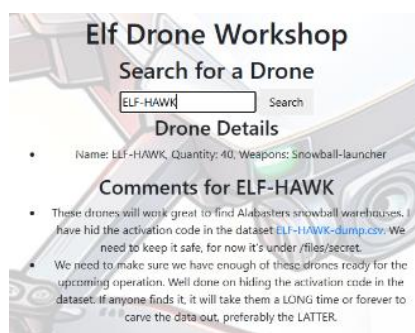 Elf Drone Workshop
Search for a Drone
ELF-HAWK Search
Drone Details
• Name: ELF-HAWK, Quantity: 40, Weapons: Snowball-launcher
Comments for ELF-HAWK
• These drones will work great to find Alabasters snowball warehouses. I
have hid the activation code in the dataset ELF-HAWK-dump.csv. We
need to keep it safe, for now it's under /files/secret.
• We need to make sure we have enough of these drones ready for the
upcoming operation. Well done on hiding the activation code in the
dataset. If anyone finds it, it will take them a LONG time or forever to
carve the data out, preferably the LATTER.